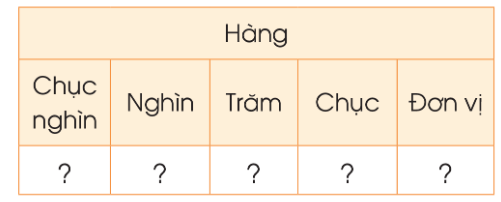 Hàng
Chục nghìn Nghìn Trăm Chục Đơn vị
? ? ? ? ?